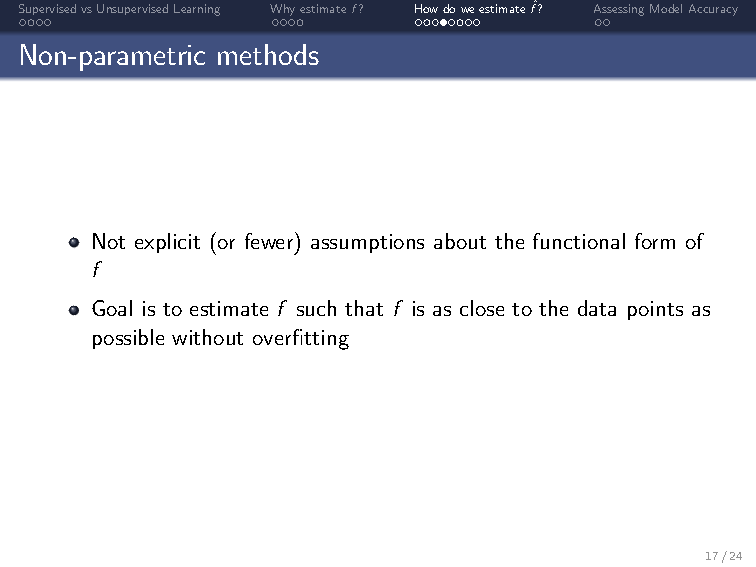 Supervised vs Unsupervised Learning Why estimate f? How do we estimate f̂? Assessing Model Accuracy
Non-parametric methods
Not explicit (or fewer) assumptions about the functional form of
f
Goal is to estimate f such that f is as close to the data points as
possible without overfitting
17 / 24